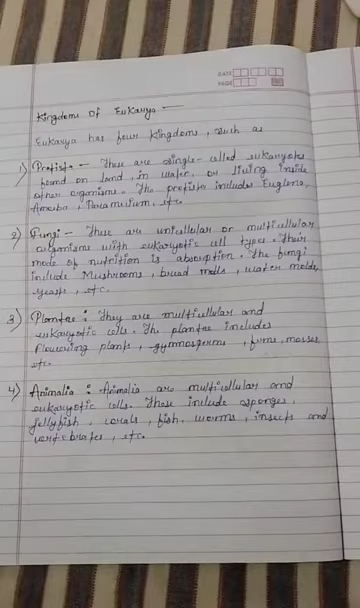 DATE
PAGE
Kingdoms Of Eukarya —
Eukarya has four kingdoms, such as
1) Protista - These are single-celled eukaryotes
found on land, in water, or living inside
other organisms. The protista includes Euglena,
Amoeba, Paramecium, etc.
2) Fungi - These are unicellular or multicellular
organisms with eukaryotic cell types. Their
mode of nutrition is absorption. The fungi
include Mushrooms, bread molds, water molds,
yeasts, etc.
3) Plantae : They are multicellular and
eukaryotic cells. The plantae includes
flowering plants, gymnosperms, ferns, mosses
etc.
4) Animalia : Animalia are multicellular and
eukaryotic cells. These include sponges,
jellyfish, corals, fish, worms, insects and
vertebrates, etc.